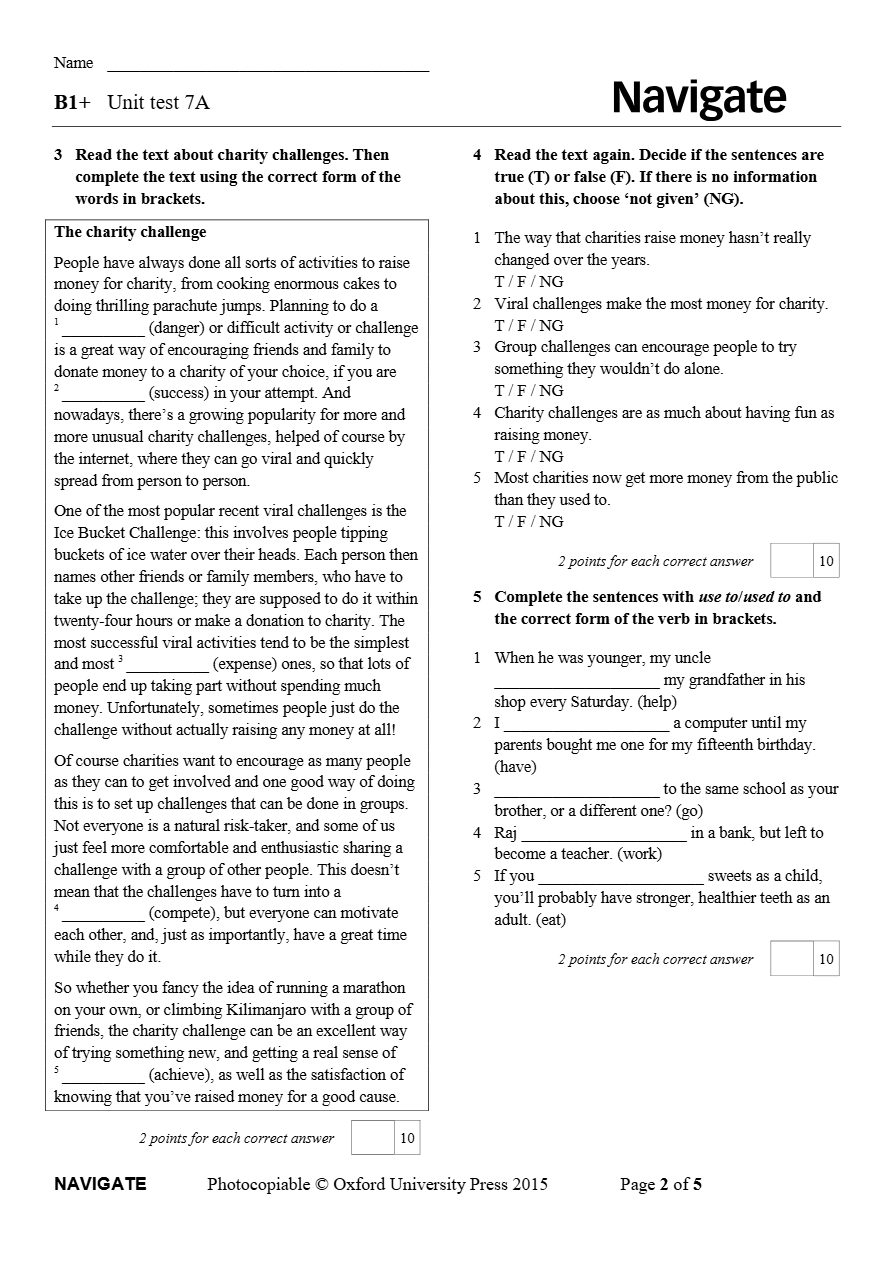 Name ______________________________________
B1+ Unit test 7A
Navigate
3 Read the text about charity challenges. Then
complete the text using the correct form of the
words in brackets.
The charity challenge
People have always done all sorts of activities to raise
money for charity, from cooking enormous cakes to
doing thrilling parachute jumps. Planning to do a
1 __________ (danger) or difficult activity or challenge
is a great way of encouraging friends and family to
donate money to a charity of your choice, if you are
2 __________ (success) in your attempt. And
nowadays, there’s a growing popularity for more and
more unusual charity challenges, helped of course by
the internet, where they can go viral and quickly
spread from person to person.
One of the most popular recent viral challenges is the
Ice Bucket Challenge: this involves people tipping
buckets of ice water over their heads. Each person then
names other friends or family members, who have to
take up the challenge; they are supposed to do it within
twenty-four hours or make a donation to charity. The
most successful viral activities tend to be the simplest
and most 3 __________ (expense) ones, so that lots of
people end up taking part without spending much
money. Unfortunately, sometimes people just do the
challenge without actually raising any money at all!
Of course charities want to encourage as many people
as they can to get involved and one good way of doing
this is to set up challenges that can be done in groups.
Not everyone is a natural risk-taker, and some of us
just feel more comfortable and enthusiastic sharing a
challenge with a group of other people. This doesn’t
mean that the challenges have to turn into a
4 __________ (compete), but everyone can motivate
each other, and, just as importantly, have a great time
while they do it.
So whether you fancy the idea of running a marathon
on your own, or climbing Kilimanjaro with a group of
friends, the charity challenge can be an excellent way
of trying something new, and getting a real sense of
5 __________ (achieve), as well as the satisfaction of
knowing that you’ve raised money for a good cause.
2 points for each correct answer 10
4 Read the text again. Decide if the sentences are
true (T) or false (F). If there is no information
about this, choose ‘not given’ (NG).
1 The way that charities raise money hasn’t really
changed over the years.
T / F / NG
2 Viral challenges make the most money for charity.
T / F / NG
3 Group challenges can encourage people to try
something they wouldn’t do alone.
T / F / NG
4 Charity challenges are as much about having fun as
raising money.
T / F / NG
5 Most charities now get more money from the public
than they used to.
T / F / NG
2 points for each correct answer 10
5 Complete the sentences with use to/used to and
the correct form of the verb in brackets.
1 When he was younger, my uncle
____________________ my grandfather in his
shop every Saturday. (help)
2 I ____________________ a computer until my
parents bought me one for my fifteenth birthday.
(have)
3 ____________________ to the same school as your
brother, or a different one? (go)
4 Raj ____________________ in a bank, but left to
become a teacher. (work)
5 If you ____________________ sweets as a child,
you’ll probably have stronger, healthier teeth as an
adult. (eat)
2 points for each correct answer 10
NAVIGATE Photocopiable © Oxford University Press 2015 Page 2 of 5